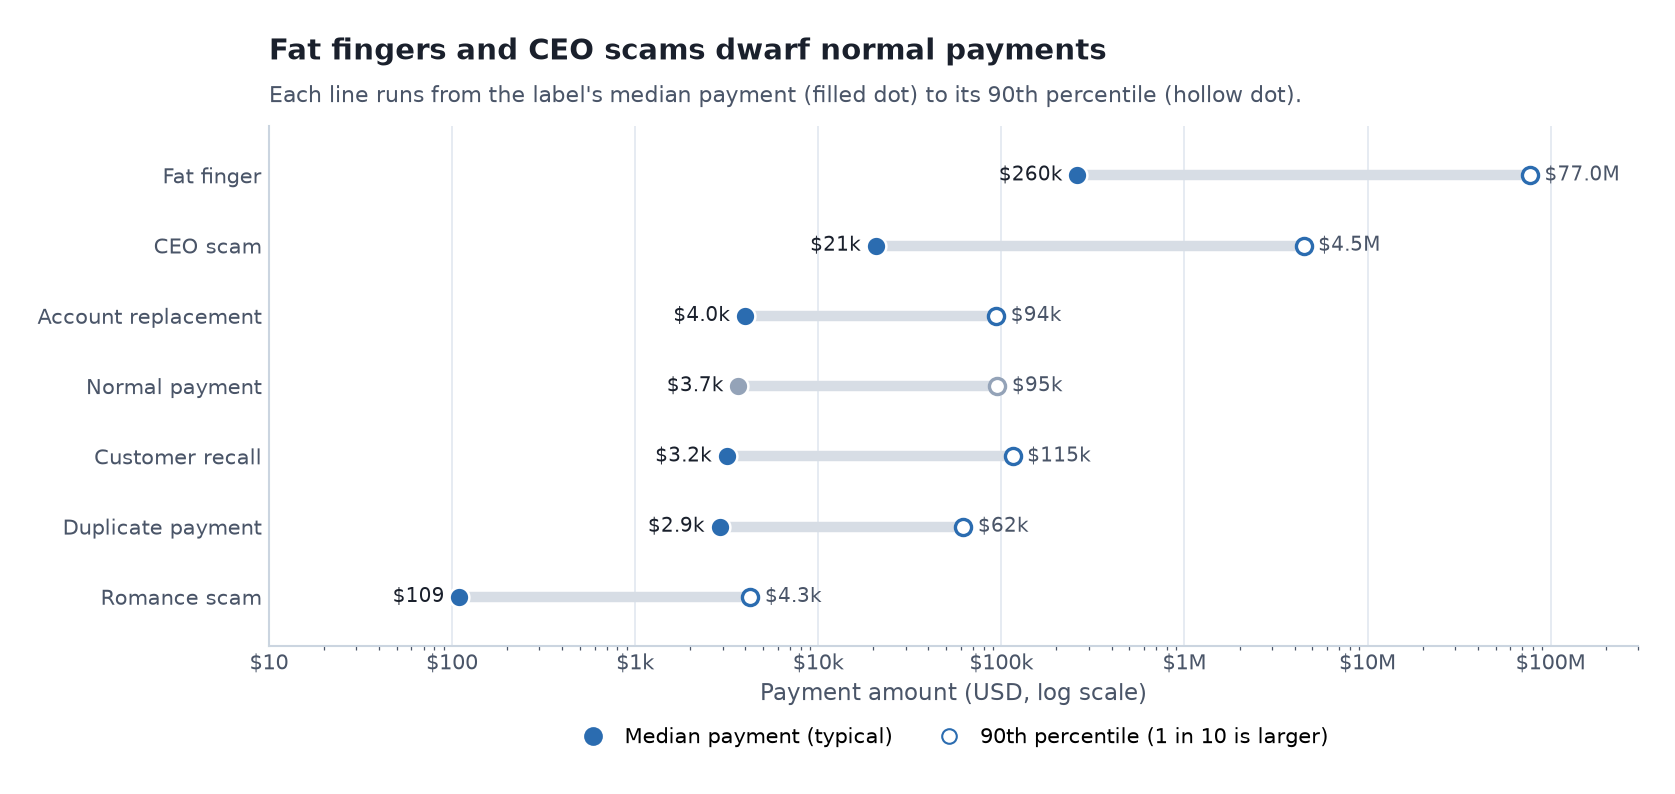 Fat fingers and CEO scams dwarf normal payments
Each line runs from the label's median payment (filled dot) to its 90th percentile (hollow dot).
Fat finger $260k $77.0M
CEO scam $21k $4.5M
Account replacement $4.0k $94k
Normal payment $3.7k $95k
Customer recall $3.2k $115k
Duplicate payment $2.9k $62k
Romance scam $109 $4.3k
$10 $100 $1k $10k $100k $1M $10M $100M
Payment amount (USD, log scale)
Median payment (typical) 90th percentile (1 in 10 is larger)